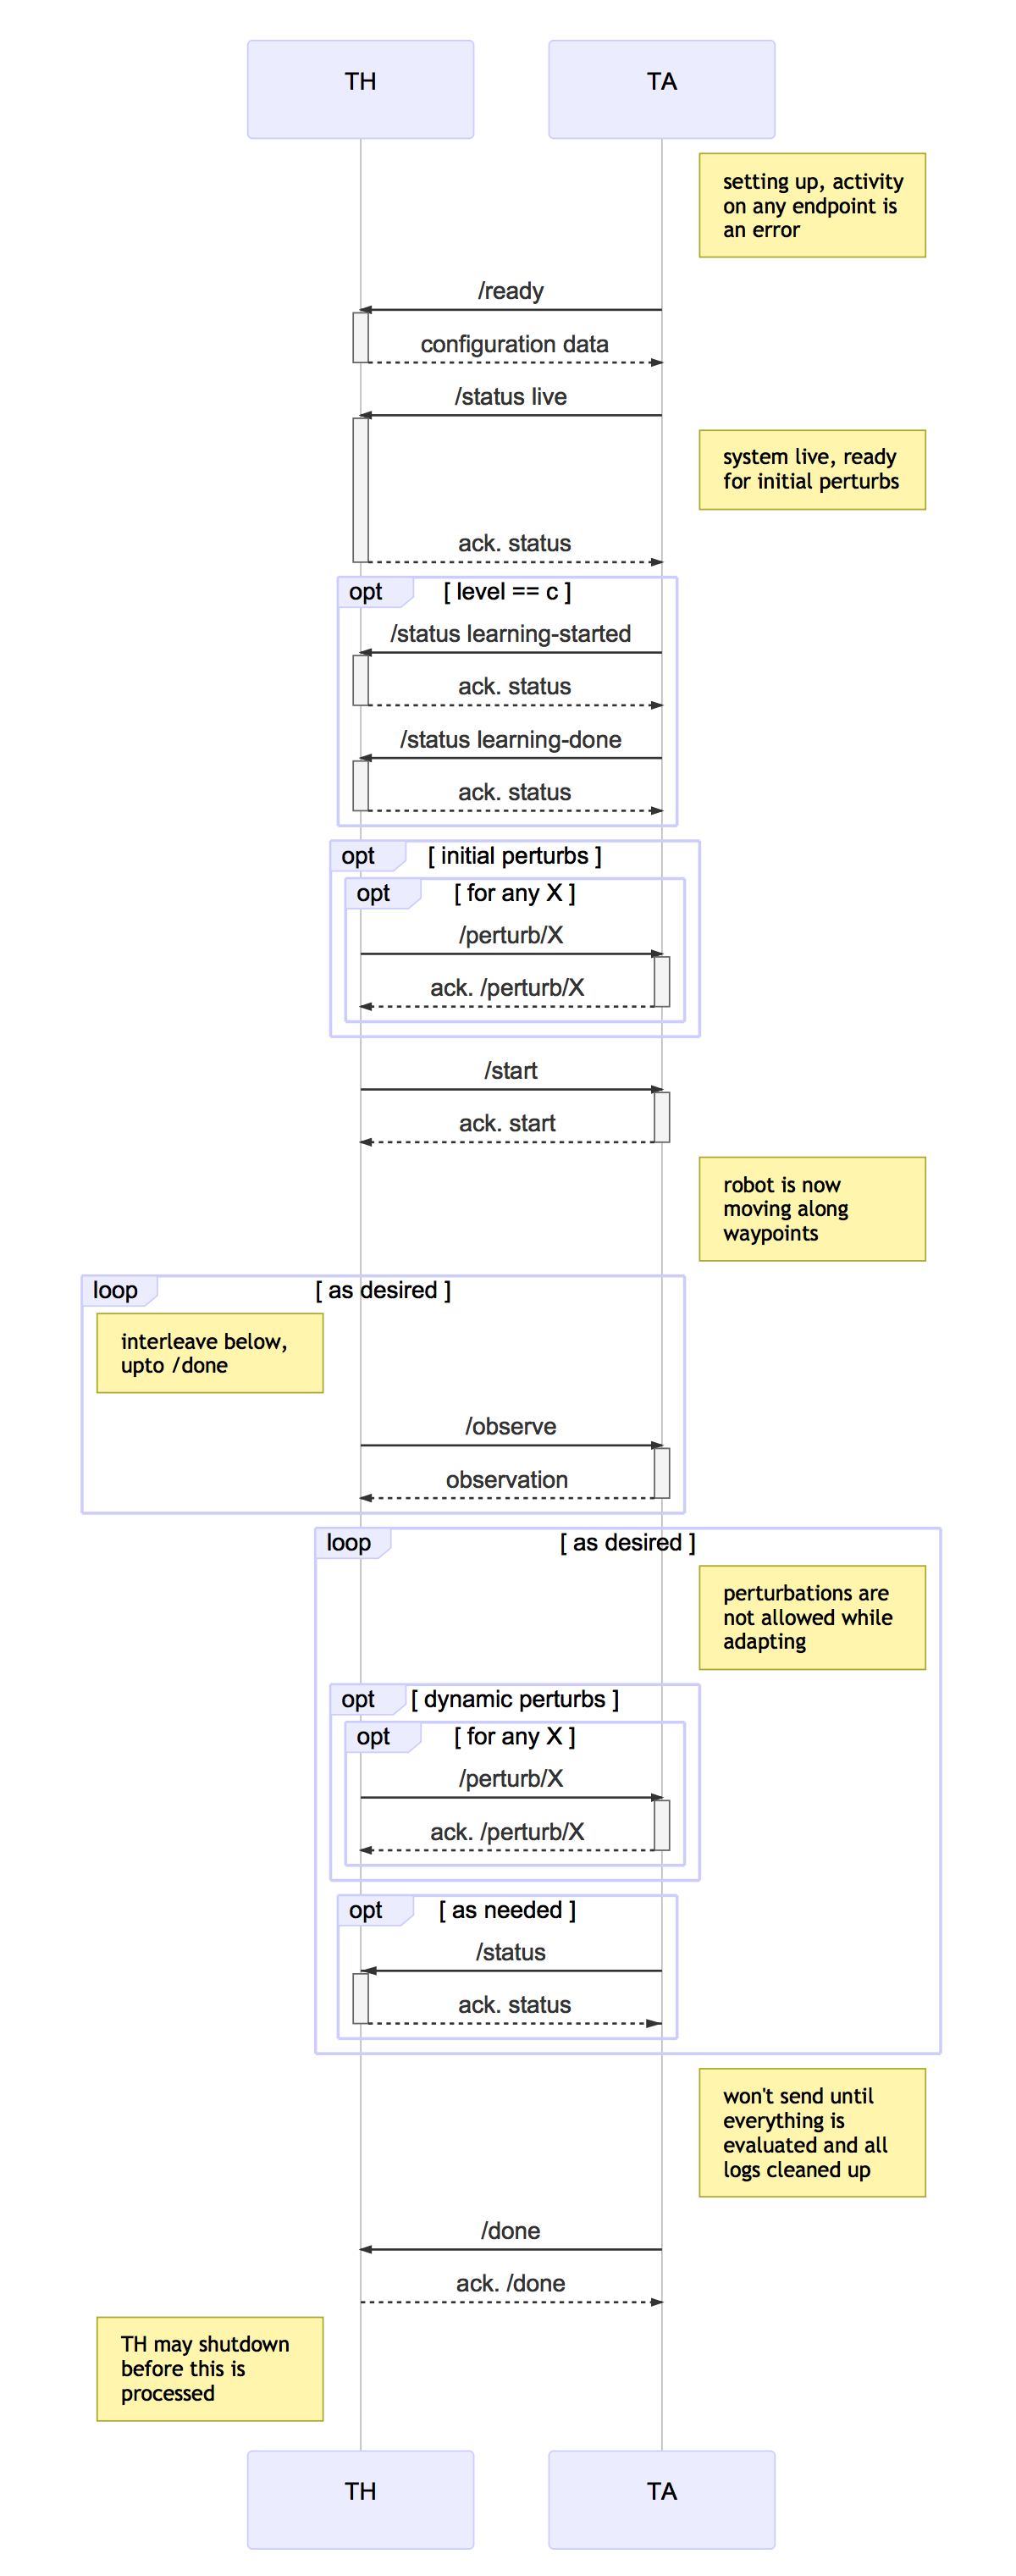 TH
TA
setting up, activity
on any endpoint is
an error
/ready
configuration data
/status live
system live, ready
for initial perturbs
ack. status
opt
[ level == c ]
/status learning-started
ack. status
/status learning-done
ack. status
opt
[ initial perturbs ]
opt
[ for any X ]
/perturb/X
ack. /perturb/X
/start
ack. start
robot is now
moving along
waypoints
loop
[ as desired ]
interleave below,
upto /done
/observe
observation
loop
[ as desired ]
perturbations are
not allowed while
adapting
opt
[ dynamic perturbs ]
opt
[ for any X ]
/perturb/X
ack. /perturb/X
opt
[ as needed ]
/status
ack. status
won't send until
everything is
evaluated and all
logs cleaned up
/done
ack. /done
TH may shutdown
before this is
processed
TH
TA